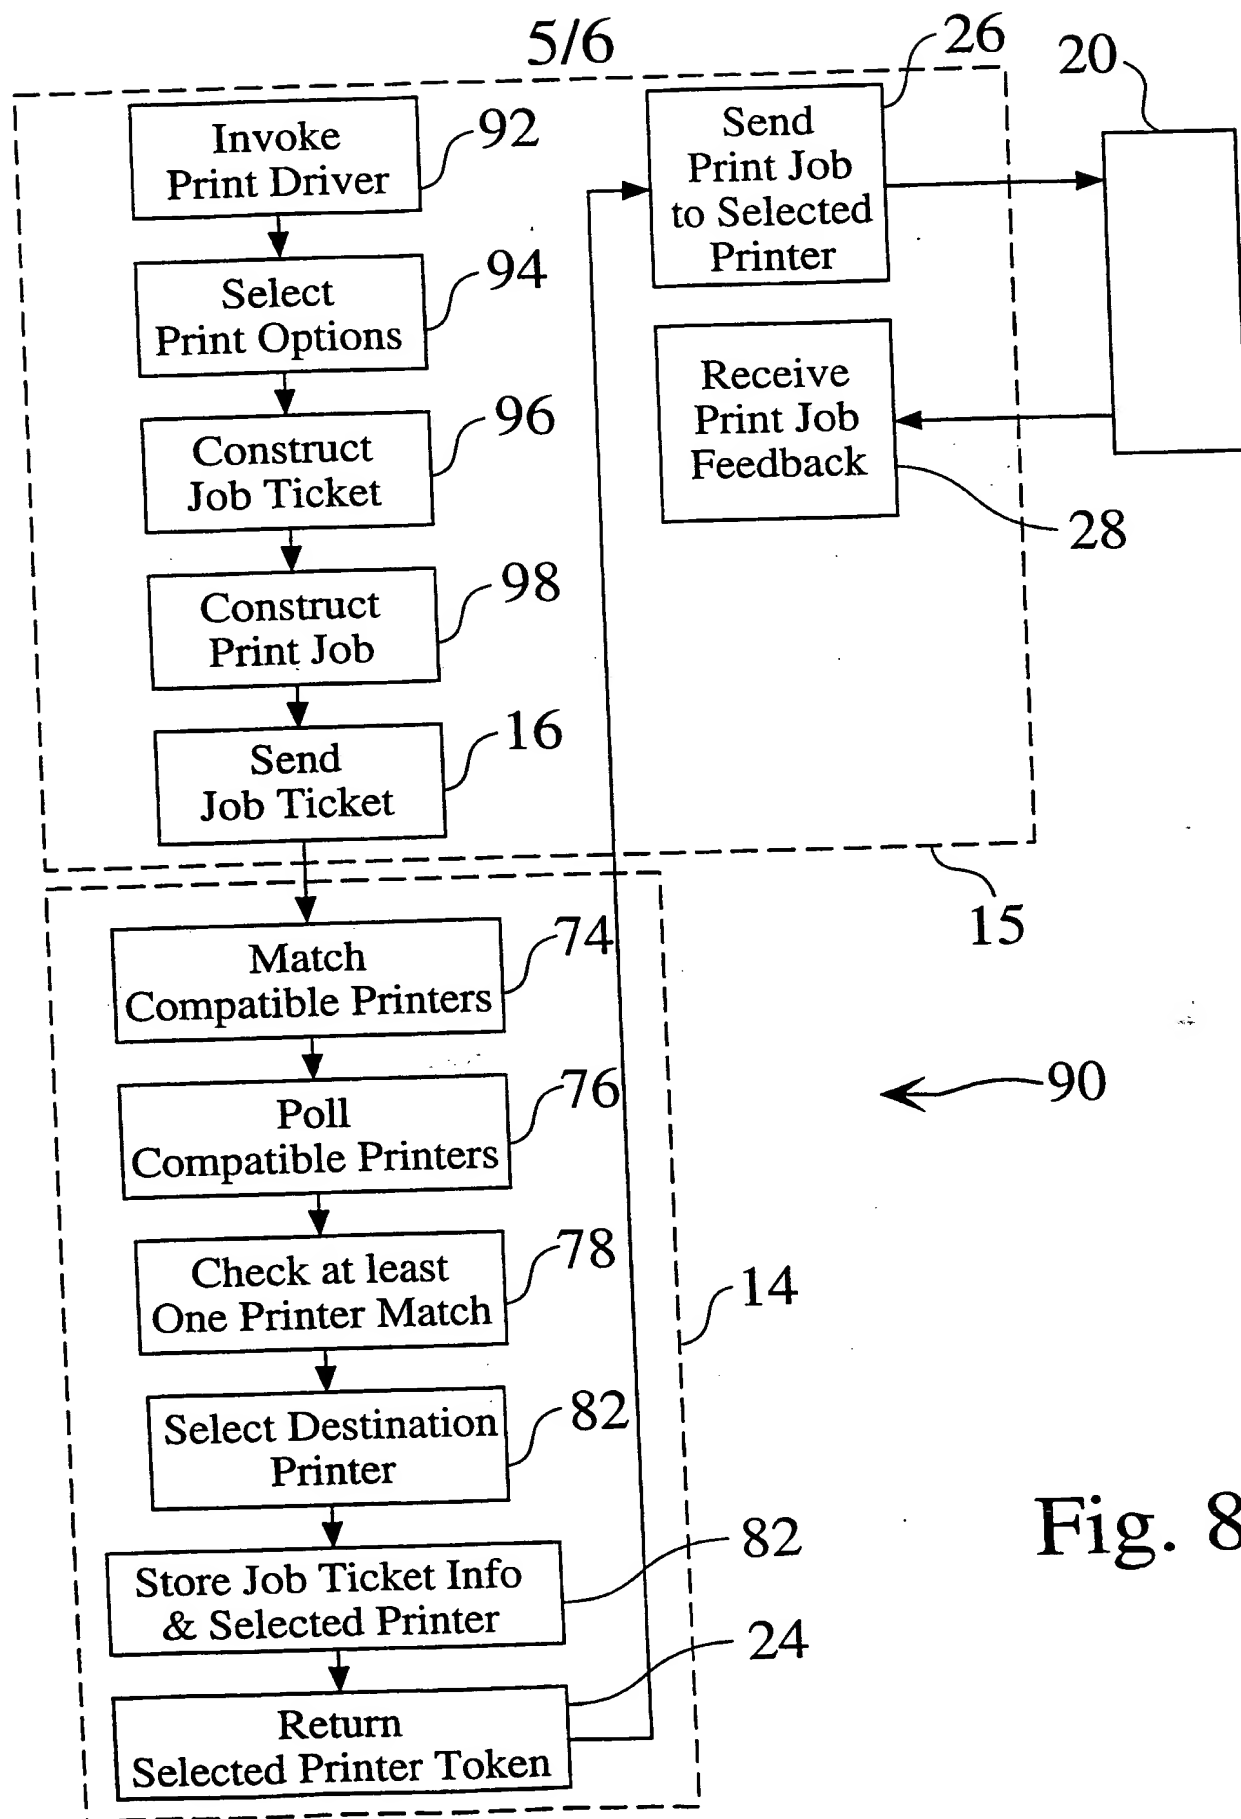 5/6
Invoke
Print Driver
92
Select
Print Options
94
Construct
Job Ticket
96
Construct
Print Job
98
Send
Job Ticket
16
Send
Print Job
to Selected
Printer
26
20
Receive
Print Job
Feedback
28
15
Match
Compatible Printers
74
Poll
Compatible Printers
76
Check at least
One Printer Match
78
Select Destination
Printer
82
Store Job Ticket Info
& Selected Printer
82
Return
Selected Printer Token
24
14
90
Fig. 8